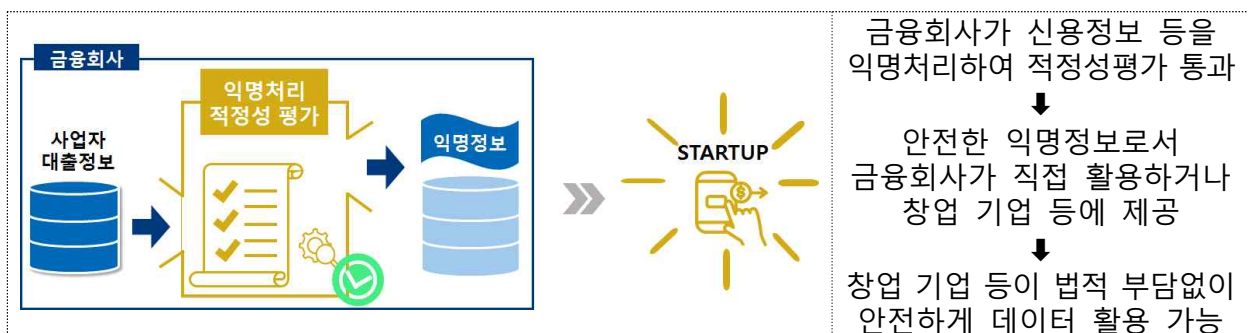 금융회사
익명처리
적정성 평가
사업자
대출정보
익명정보
STARTUP
금융회사가 신용정보 등을
익명처리하여 적정성평가 통과
안전한 익명정보로서
금융회사가 직접 활용하거나
창업 기업 등에 제공
창업 기업 등이 법적 부담없이
안전하게 데이터 활용 가능